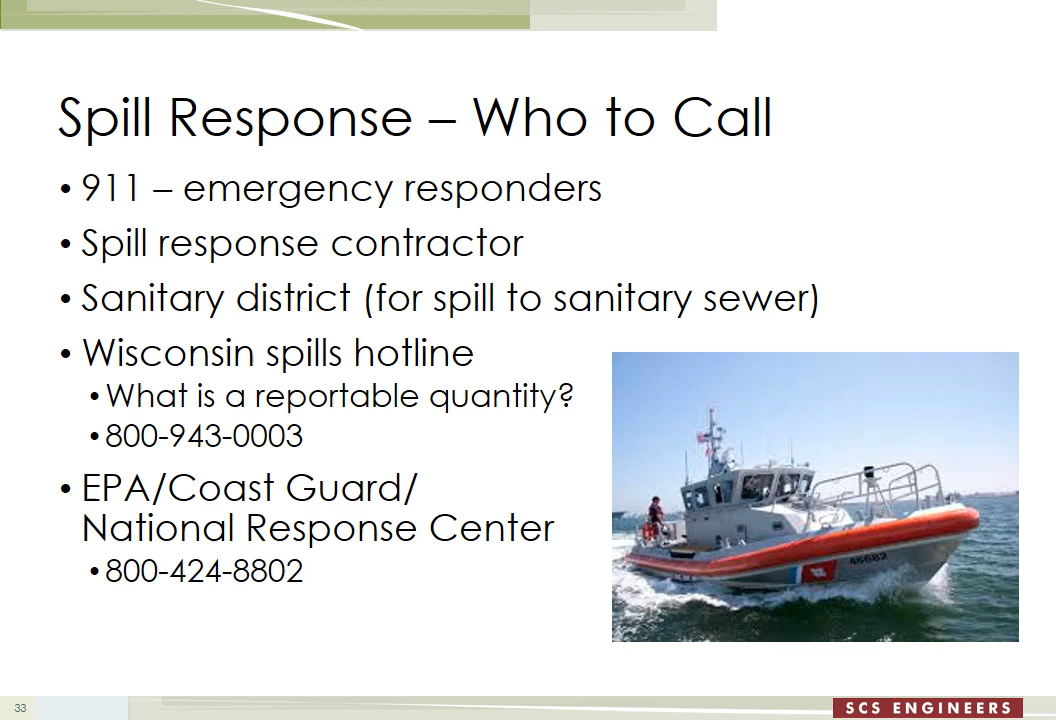 Spill Response – Who to Call
• 911 – emergency responders
• Spill response contractor
• Sanitary district (for spill to sanitary sewer)
• Wisconsin spills hotline
• What is a reportable quantity?
• 800-943-0003
• EPA/Coast Guard/
National Response Center
• 800-424-8802
45682
33
SCS ENGINEERS